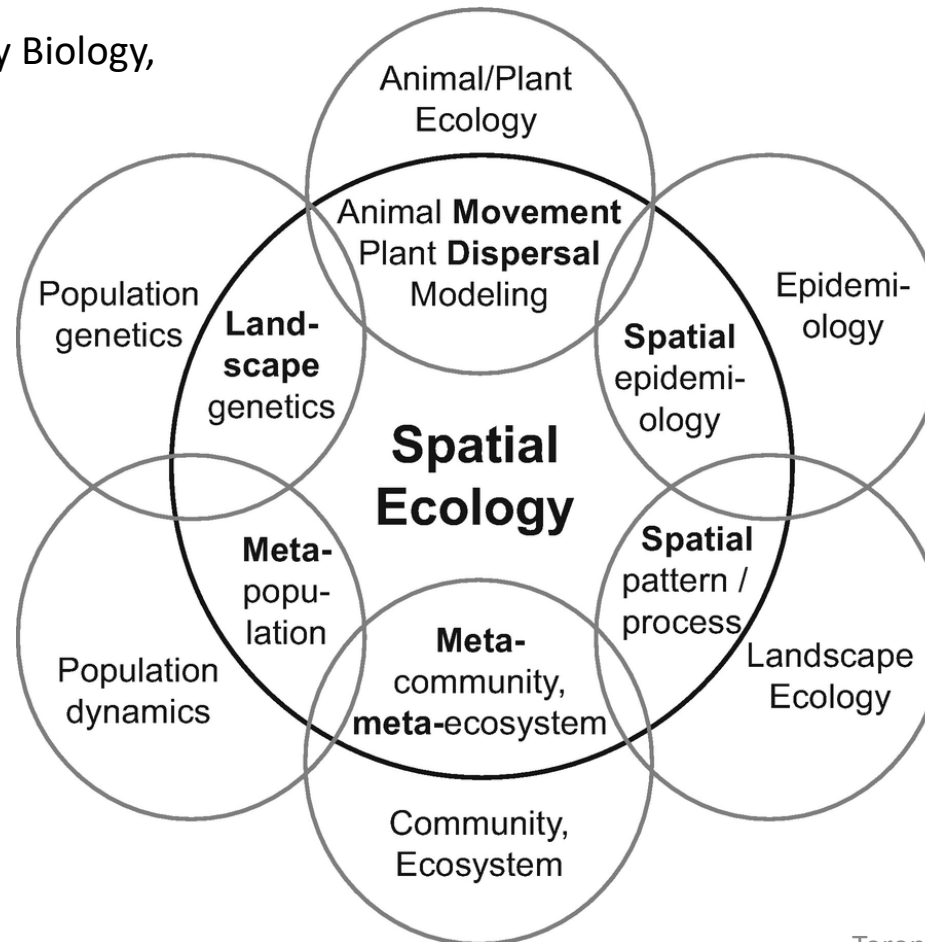 y Biology,
Animal/Plant
Ecology
Animal Movement
Plant Dispersal
Modeling
Population
genetics
Land-
scape
genetics
Spatial
epidemi-
ology
Epidemi-
ology
Spatial
Ecology
Meta-
popu-
lation
Spatial
pattern /
process
Population
dynamics
Meta-
community,
meta-ecosystem
Landscape
Ecology
Community,
Ecosystem